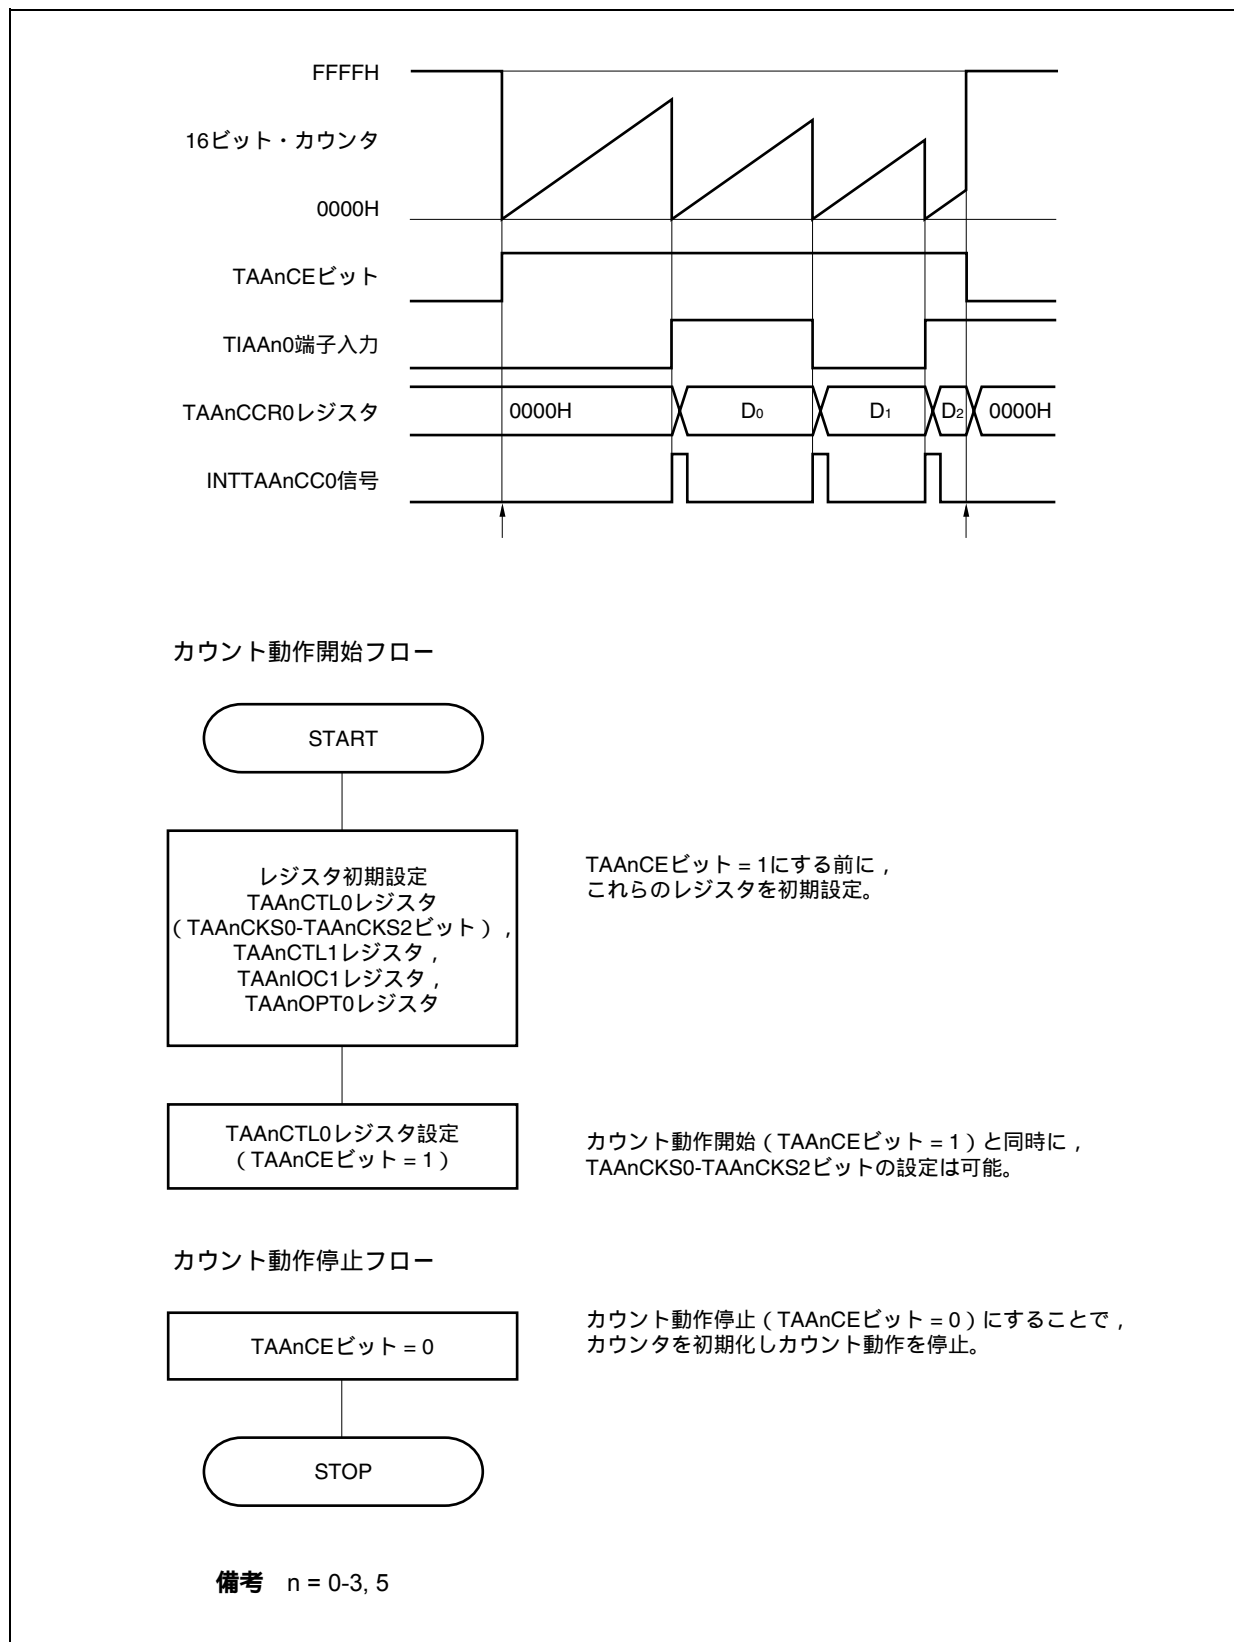 FFFFH
16ビット・カウンタ
0000H
TAAnCEビット
TIAAn0端子入力
TAAnCCR0レジスタ
0000H
D₀
D₁
D₂
0000H
INTTAAnCC0信号
カウント動作開始フロー
START
レジスタ初期設定
TAAnCTL0レジスタ
（TAAnCKS0-TAAnCKS2ビット），
TAAnCTL1レジスタ，
TAAnIOC1レジスタ，
TAAnOPT0レジスタ
TAAnCEビット = 1にする前に，
これらのレジスタを初期設定。
TAAnCTL0レジスタ設定
（TAAnCEビット = 1）
カウント動作開始（TAAnCEビット = 1）と同時に，
TAAnCKS0-TAAnCKS2ビットの設定は可能。
カウント動作停止フロー
TAAnCEビット = 0
カウント動作停止（TAAnCEビット = 0）にすることで，
カウンタを初期化しカウント動作を停止。
STOP
備考 n = 0-3, 5